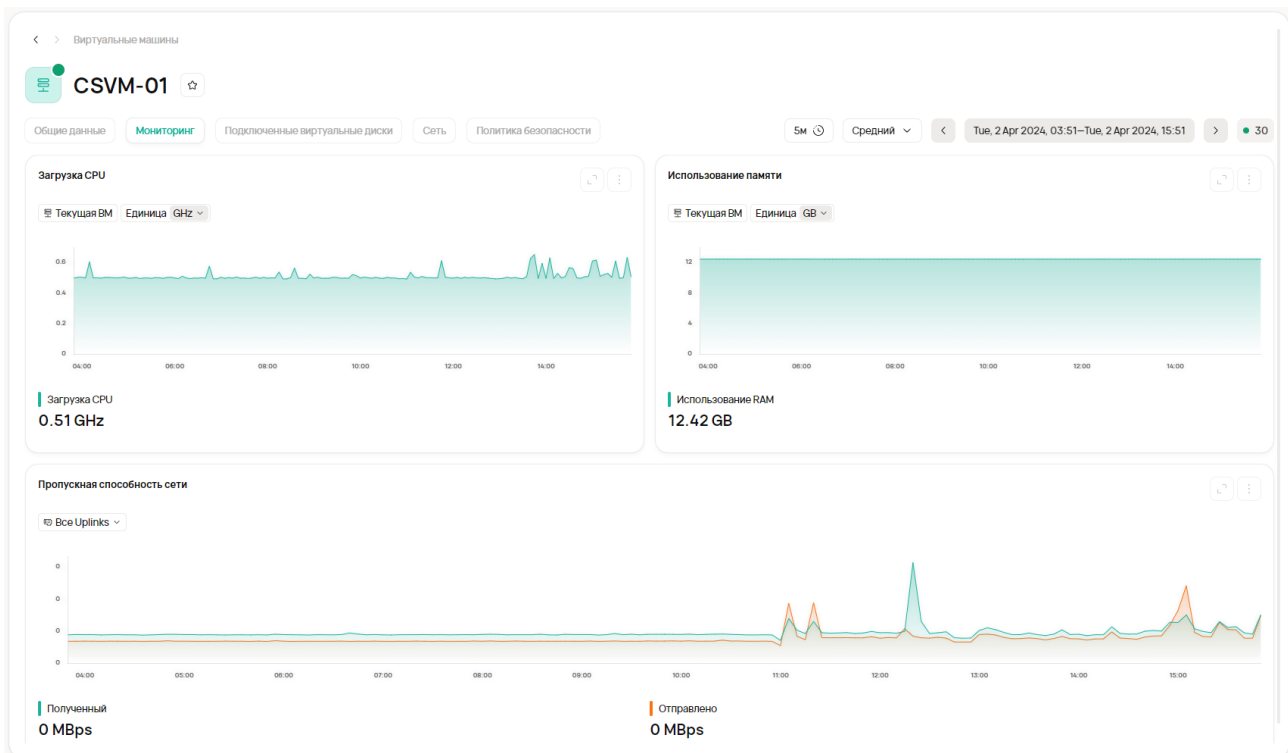 Виртуальные машины
CSVM-01
Общие данные Мониторинг Подключенные виртуальные диски Сеть Политика безопасности 5м Средний Tue, 2 Apr 2024, 03:51–Tue, 2 Apr 2024, 15:51 30
Загрузка CPU
Текущая ВМ Единица GHz
0.6
0.4
0.2
0
04:00 06:00 08:00 10:00 12:00 14:00
Загрузка CPU
0.51 GHz
Использование памяти
Текущая ВМ Единица GB
12
8
4
0
04:00 06:00 08:00 10:00 12:00 14:00
Использование RAM
12.42 GB
Пропускная способность сети
Все Uplinks
0
0
0
0
04:00 05:00 06:00 07:00 08:00 09:00 10:00 11:00 12:00 13:00 14:00 15:00
Полученный
0 MBps
Отправлено
0 MBps